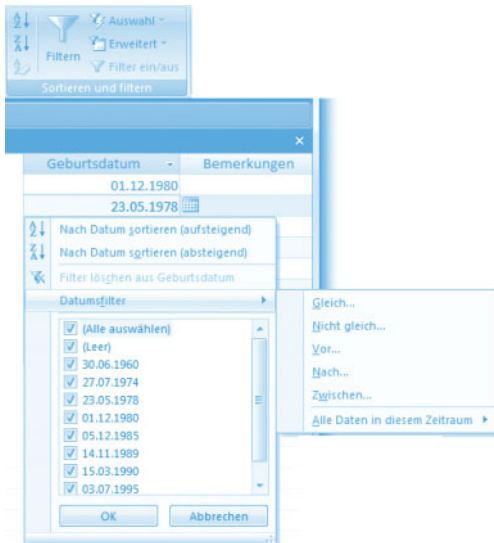 Auswahl
Filtern
Erweitert
Filter ein/aus
Sortieren und filtern
Geburtsdatum
Bemerkungen
01.12.1980
23.05.1978
Nach Datum sortieren (aufsteigend)
Nach Datum sortieren (absteigend)
Filter löschen aus Geburtsdatum
Datumsfilter
(Alle auswählen)
(Leer)
30.06.1960
27.07.1974
23.05.1978
01.12.1980
05.12.1985
14.11.1989
15.03.1990
03.07.1995
OK
Abbrechen
Gleich...
Nicht gleich...
Vor...
Nach...
Zwischen...
Alle Daten in diesem Zeitraum